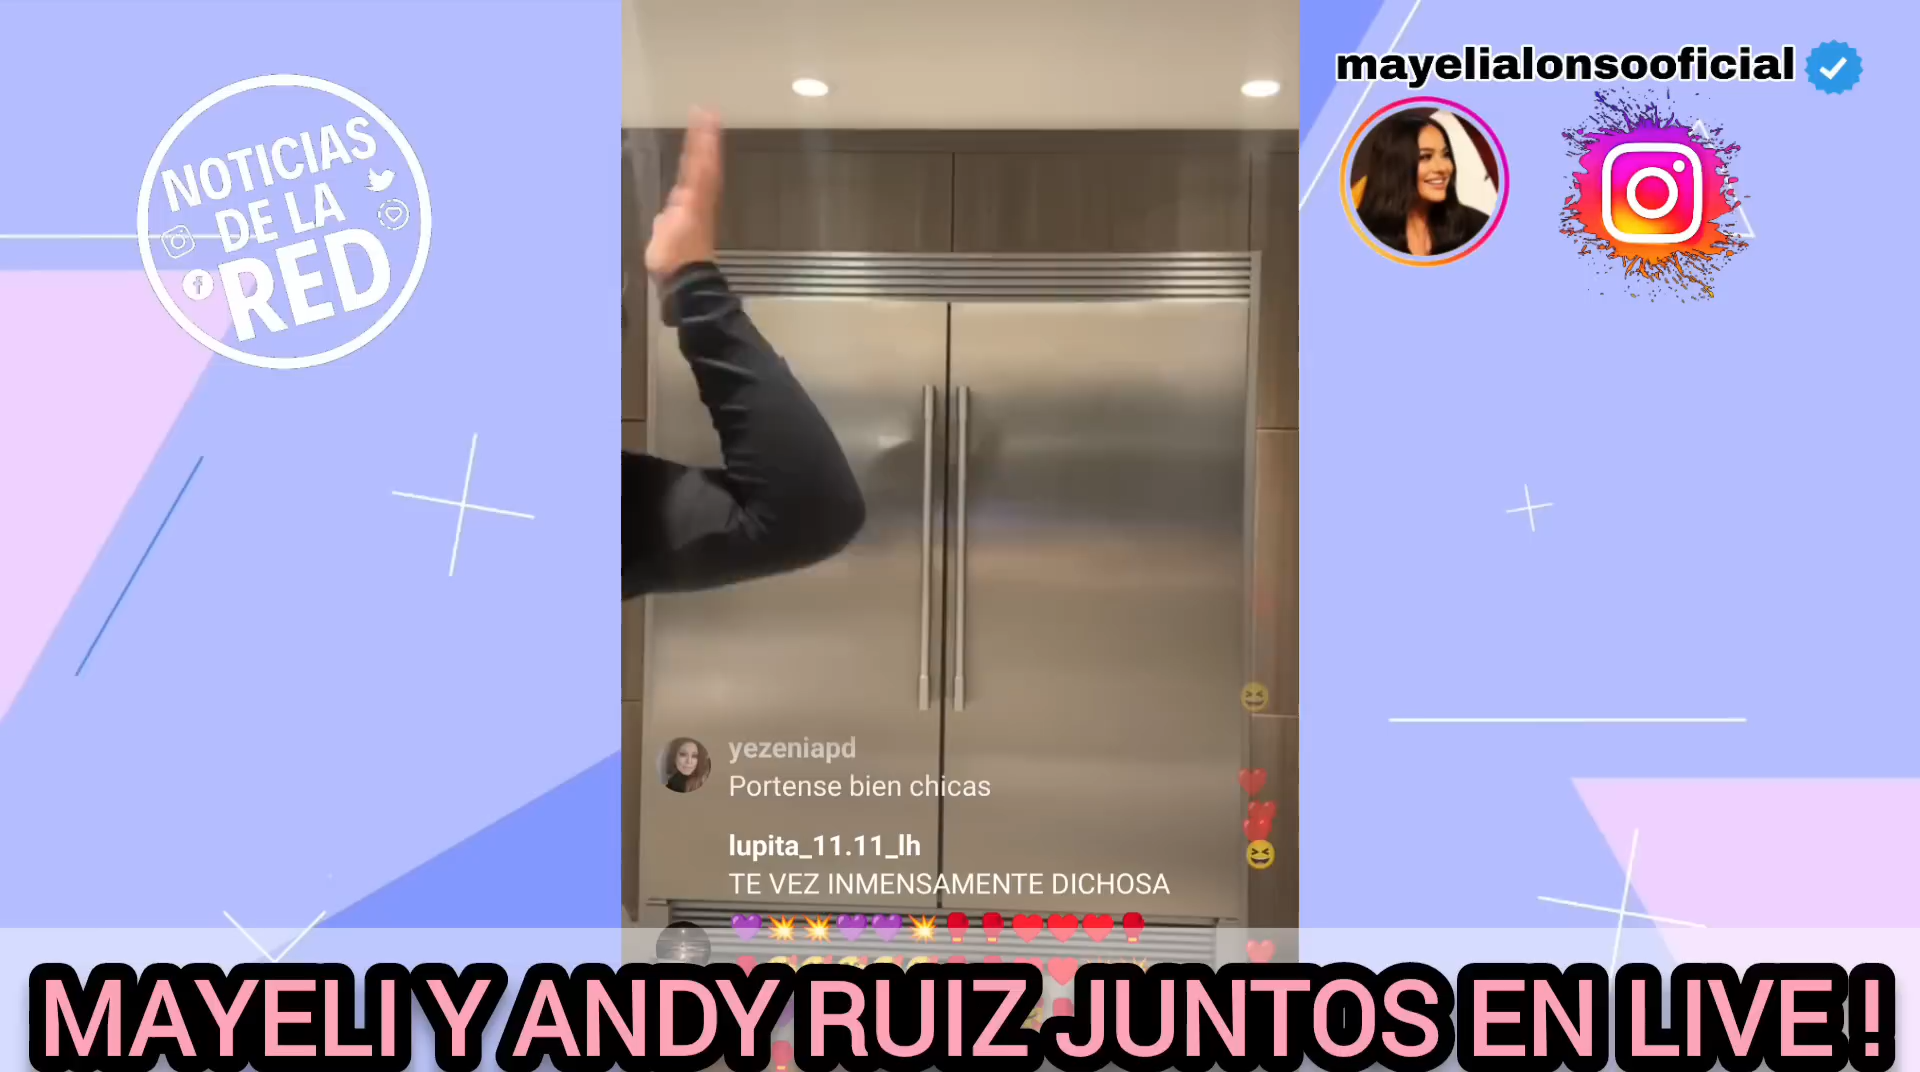 NOTICIAS
DE LA
RED
mayelialonsooficial
yezeniapd
Portense bien chicas
lupita_11.11_lh
TE VEZ INMENSAMENTE DICHOSA
MAYELI Y ANDY RUIZ JUNTOS EN LIVE !